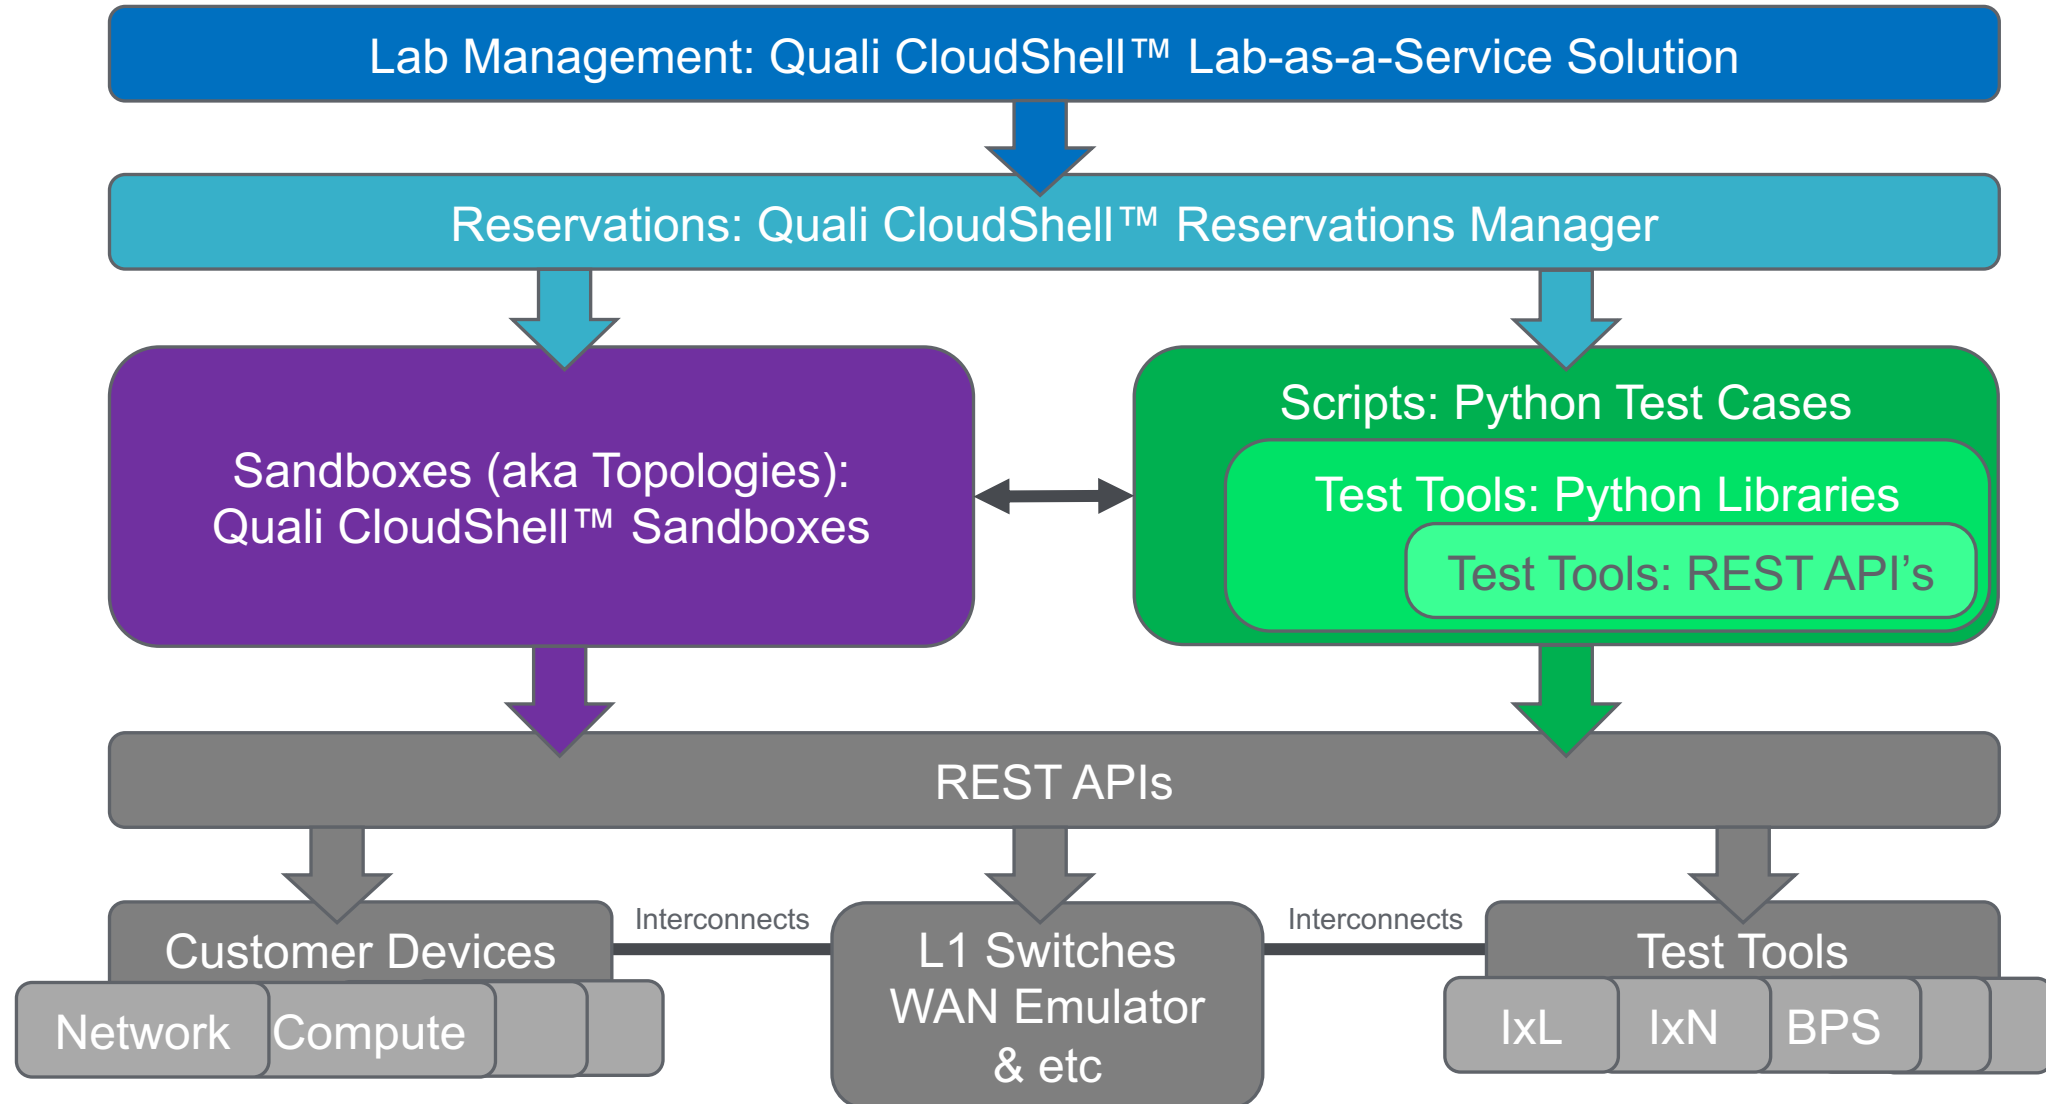 Lab Management: Quali CloudShell™ Lab-as-a-Service Solution
Reservations: Quali CloudShell™ Reservations Manager
Sandboxes (aka Topologies):
Quali CloudShell™ Sandboxes
Scripts: Python Test Cases
Test Tools: Python Libraries
Test Tools: REST API’s
REST APIs
Customer Devices
Network
Compute
Interconnects
L1 Switches
WAN Emulator
& etc
Interconnects
Test Tools
IxL
IxN
BPS